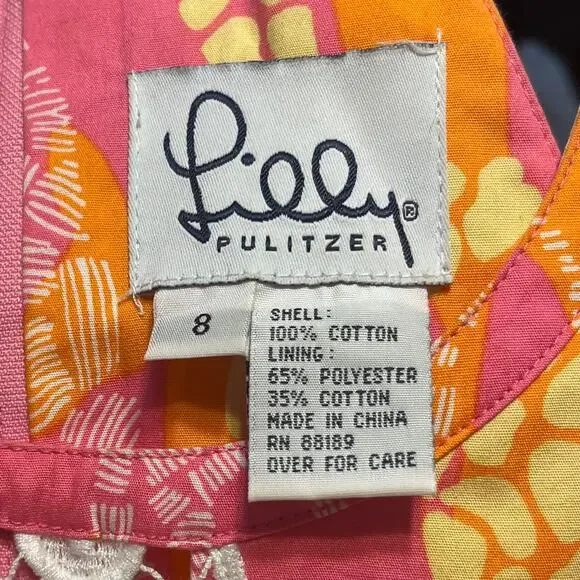 Lilly®
PULITZER
8
SHELL:
100% COTTON
LINING:
65% POLYESTER
35% COTTON
MADE IN CHINA
RN 88189
OVER FOR CARE